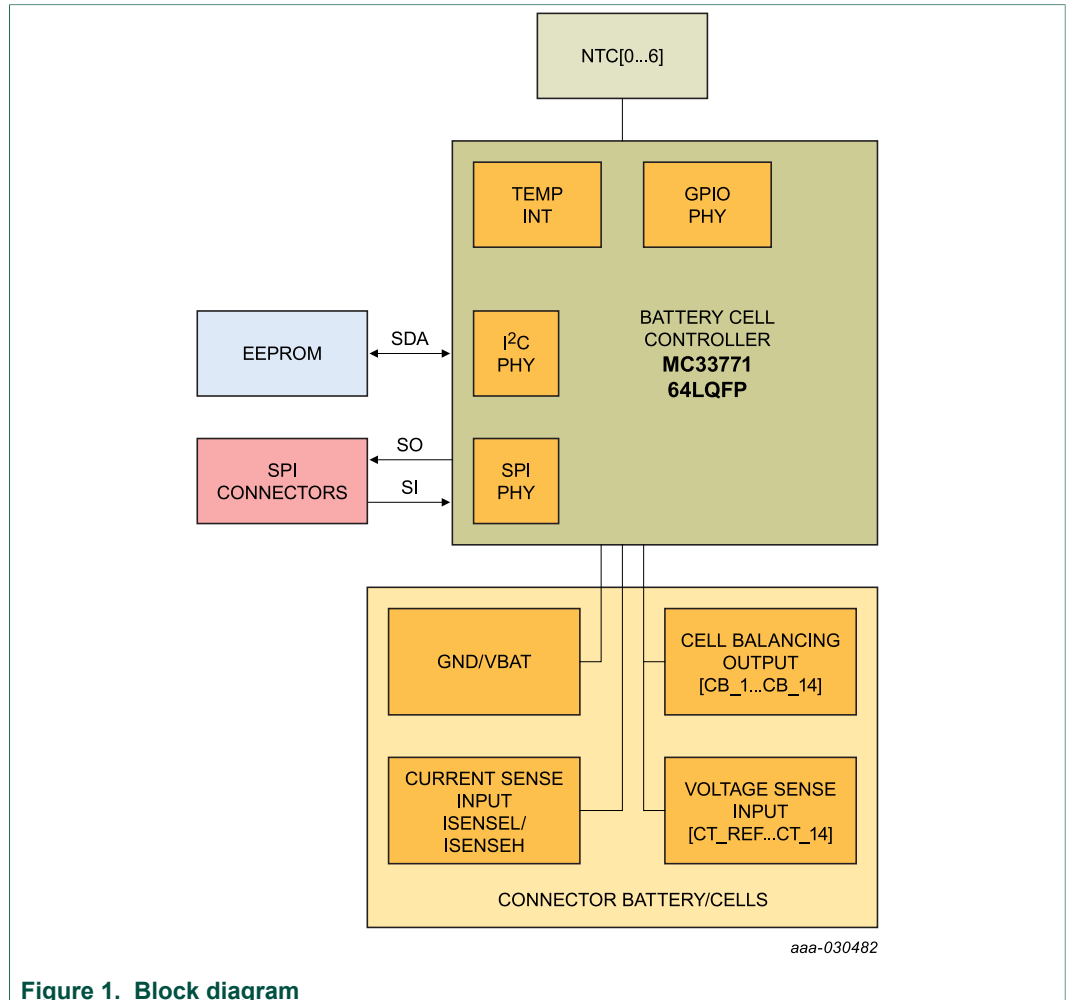 NTC[0...6]
TEMP
INT
GPIO
PHY
BATTERY CELL
CONTROLLER
MC33771
64LQFP
EEPROM
SDA
I²C
PHY
SPI
CONNECTORS
SO
SI
SPI
PHY
GND/VBAT
CELL BALANCING
OUTPUT
[CB_1...CB_14]
CURRENT SENSE
INPUT
ISENSEL/
ISENSEH
VOLTAGE SENSE
INPUT
[CT_REF...CT_14]
CONNECTOR BATTERY/CELLS
aaa-030482
Figure 1. Block diagram